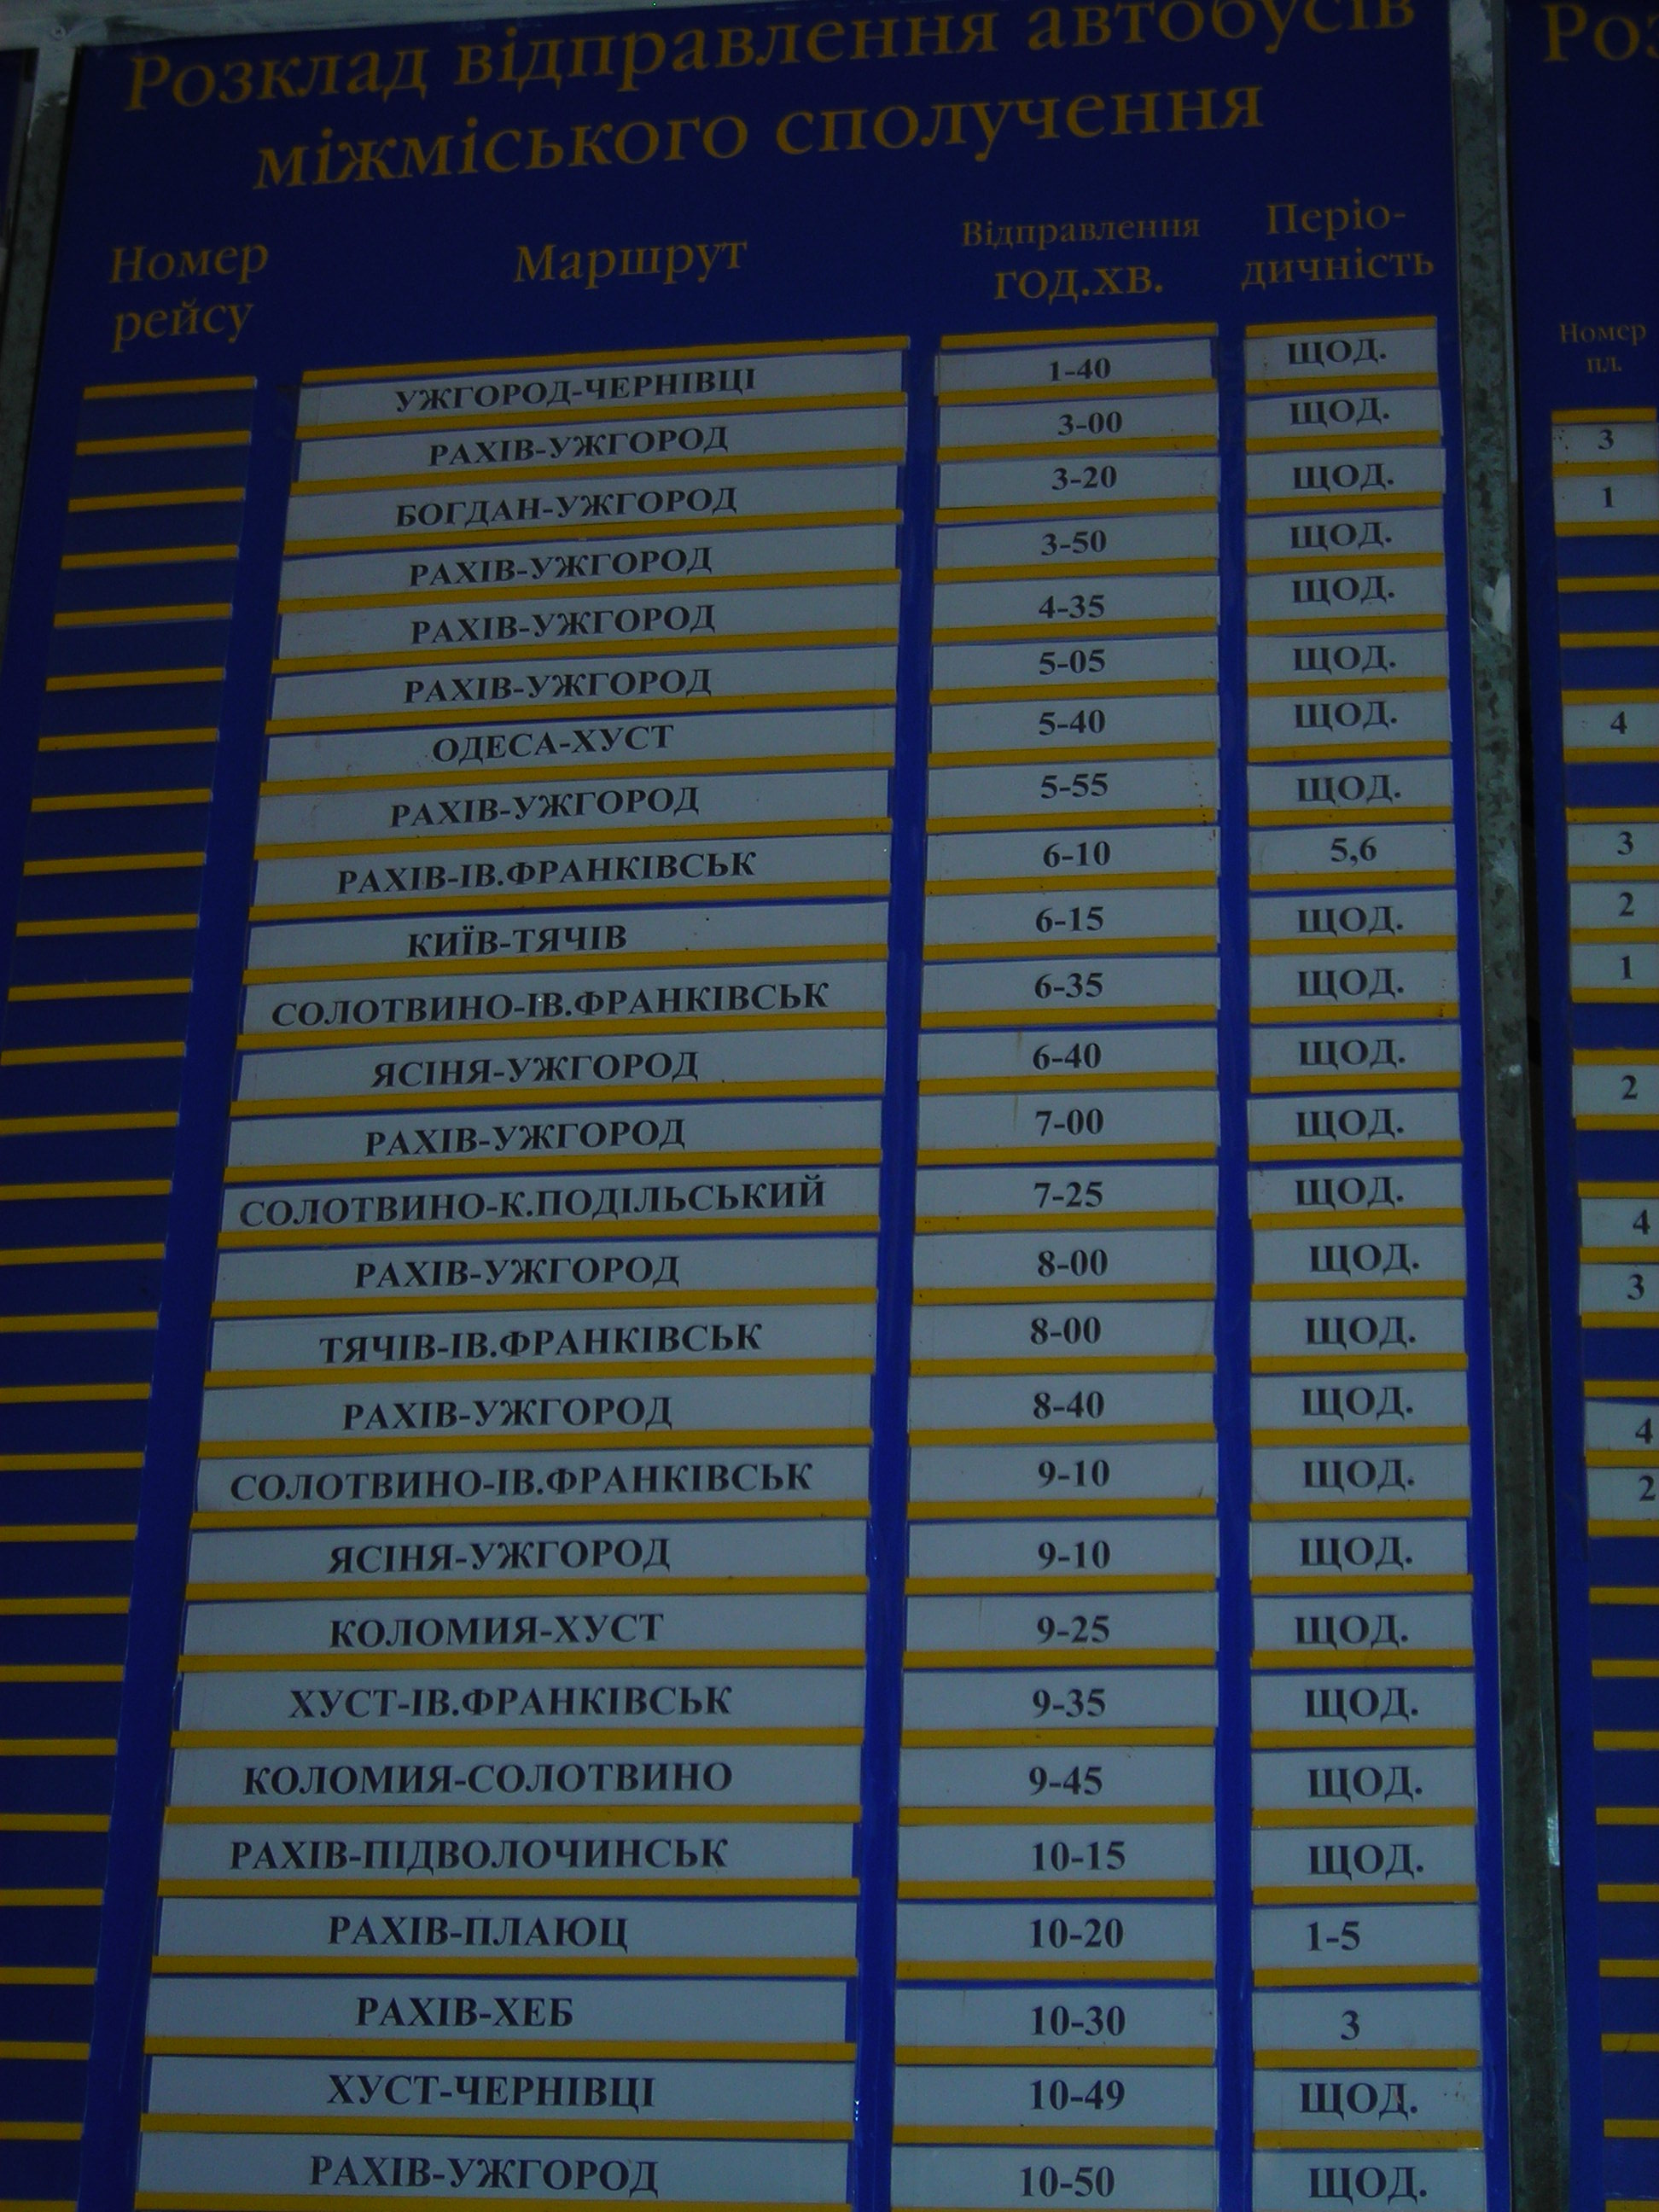 Розклад відправлення автобусів
міжміського сполучення
Номер рейсу
Маршрут
Відправлення год.хв.
Періо-дичність
УЖГОРОД-ЧЕРНІВЦІ 1-40 ЩОД.
РАХІВ-УЖГОРОД 3-00 ЩОД.
БОГДАН-УЖГОРОД 3-20 ЩОД.
РАХІВ-УЖГОРОД 3-50 ЩОД.
РАХІВ-УЖГОРОД 4-35 ЩОД.
РАХІВ-УЖГОРОД 5-05 ЩОД.
ОДЕСА-ХУСТ 5-40 ЩОД.
РАХІВ-УЖГОРОД 5-55 ЩОД.
РАХІВ-ІВ.ФРАНКІВСЬК 6-10 5,6
КИЇВ-ТЯЧІВ 6-15 ЩОД.
СОЛОТВИНО-ІВ.ФРАНКІВСЬК 6-35 ЩОД.
ЯСІНЯ-УЖГОРОД 6-40 ЩОД.
РАХІВ-УЖГОРОД 7-00 ЩОД.
СОЛОТВИНО-К.ПОДІЛЬСЬКИЙ 7-25 ЩОД.
РАХІВ-УЖГОРОД 8-00 ЩОД.
ТЯЧІВ-ІВ.ФРАНКІВСЬК 8-00 ЩОД.
РАХІВ-УЖГОРОД 8-40 ЩОД.
СОЛОТВИНО-ІВ.ФРАНКІВСЬК 9-10 ЩОД.
ЯСІНЯ-УЖГОРОД 9-10 ЩОД.
КОЛОМИЯ-ХУСТ 9-25 ЩОД.
ХУСТ-ІВ.ФРАНКІВСЬК 9-35 ЩОД.
КОЛОМИЯ-СОЛОТВИНО 9-45 ЩОД.
РАХІВ-ПІДВОЛОЧИНСЬК 10-15 ЩОД.
РАХІВ-ПЛАЮЦ 10-20 1-5
РАХІВ-ХЕБ 10-30 3
ХУСТ-ЧЕРНІВЦІ 10-49 ЩОД.
РАХІВ-УЖГОРОД 10-50 ЩОД.
Номер
пл.
3
1
4
3
2
1
2
4
3
4
2